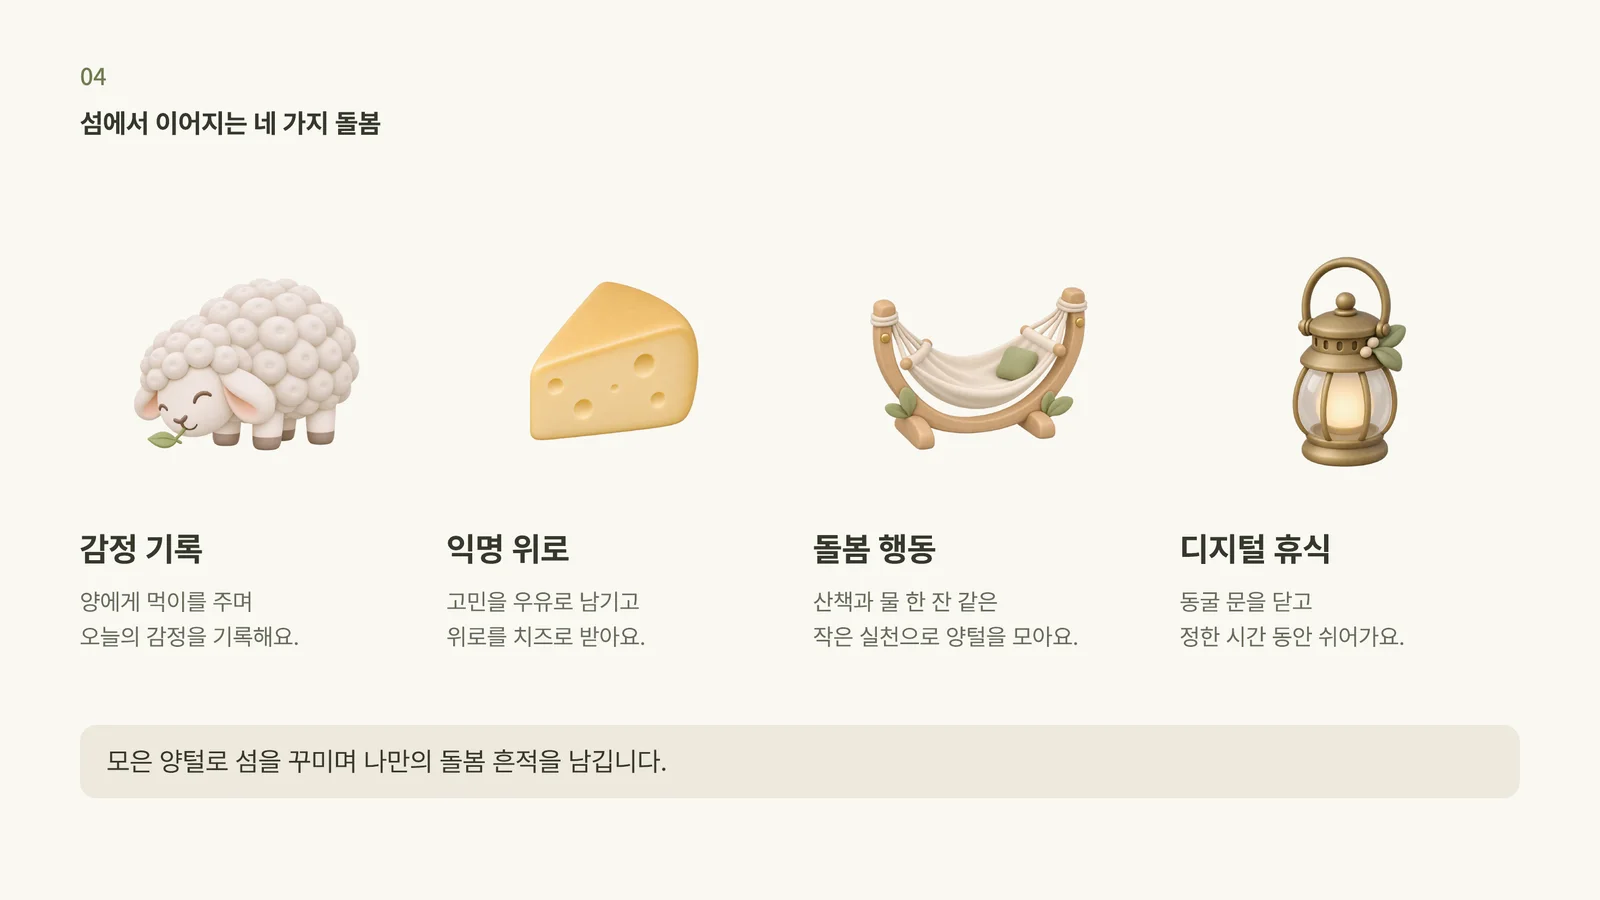 04
섬에서 이어지는 네 가지 돌봄
감정 기록
양에게 먹이를 주며
오늘의 감정을 기록해요.
익명 위로
고민을 우유로 남기고
위로를 치즈로 받아요.
돌봄 행동
산책과 물 한 잔 같은
작은 실천으로 양털을 모아요.
디지털 휴식
동굴 문을 닫고
정한 시간 동안 쉬어가요.
모은 양털로 섬을 꾸미며 나만의 돌봄 흔적을 남깁니다.